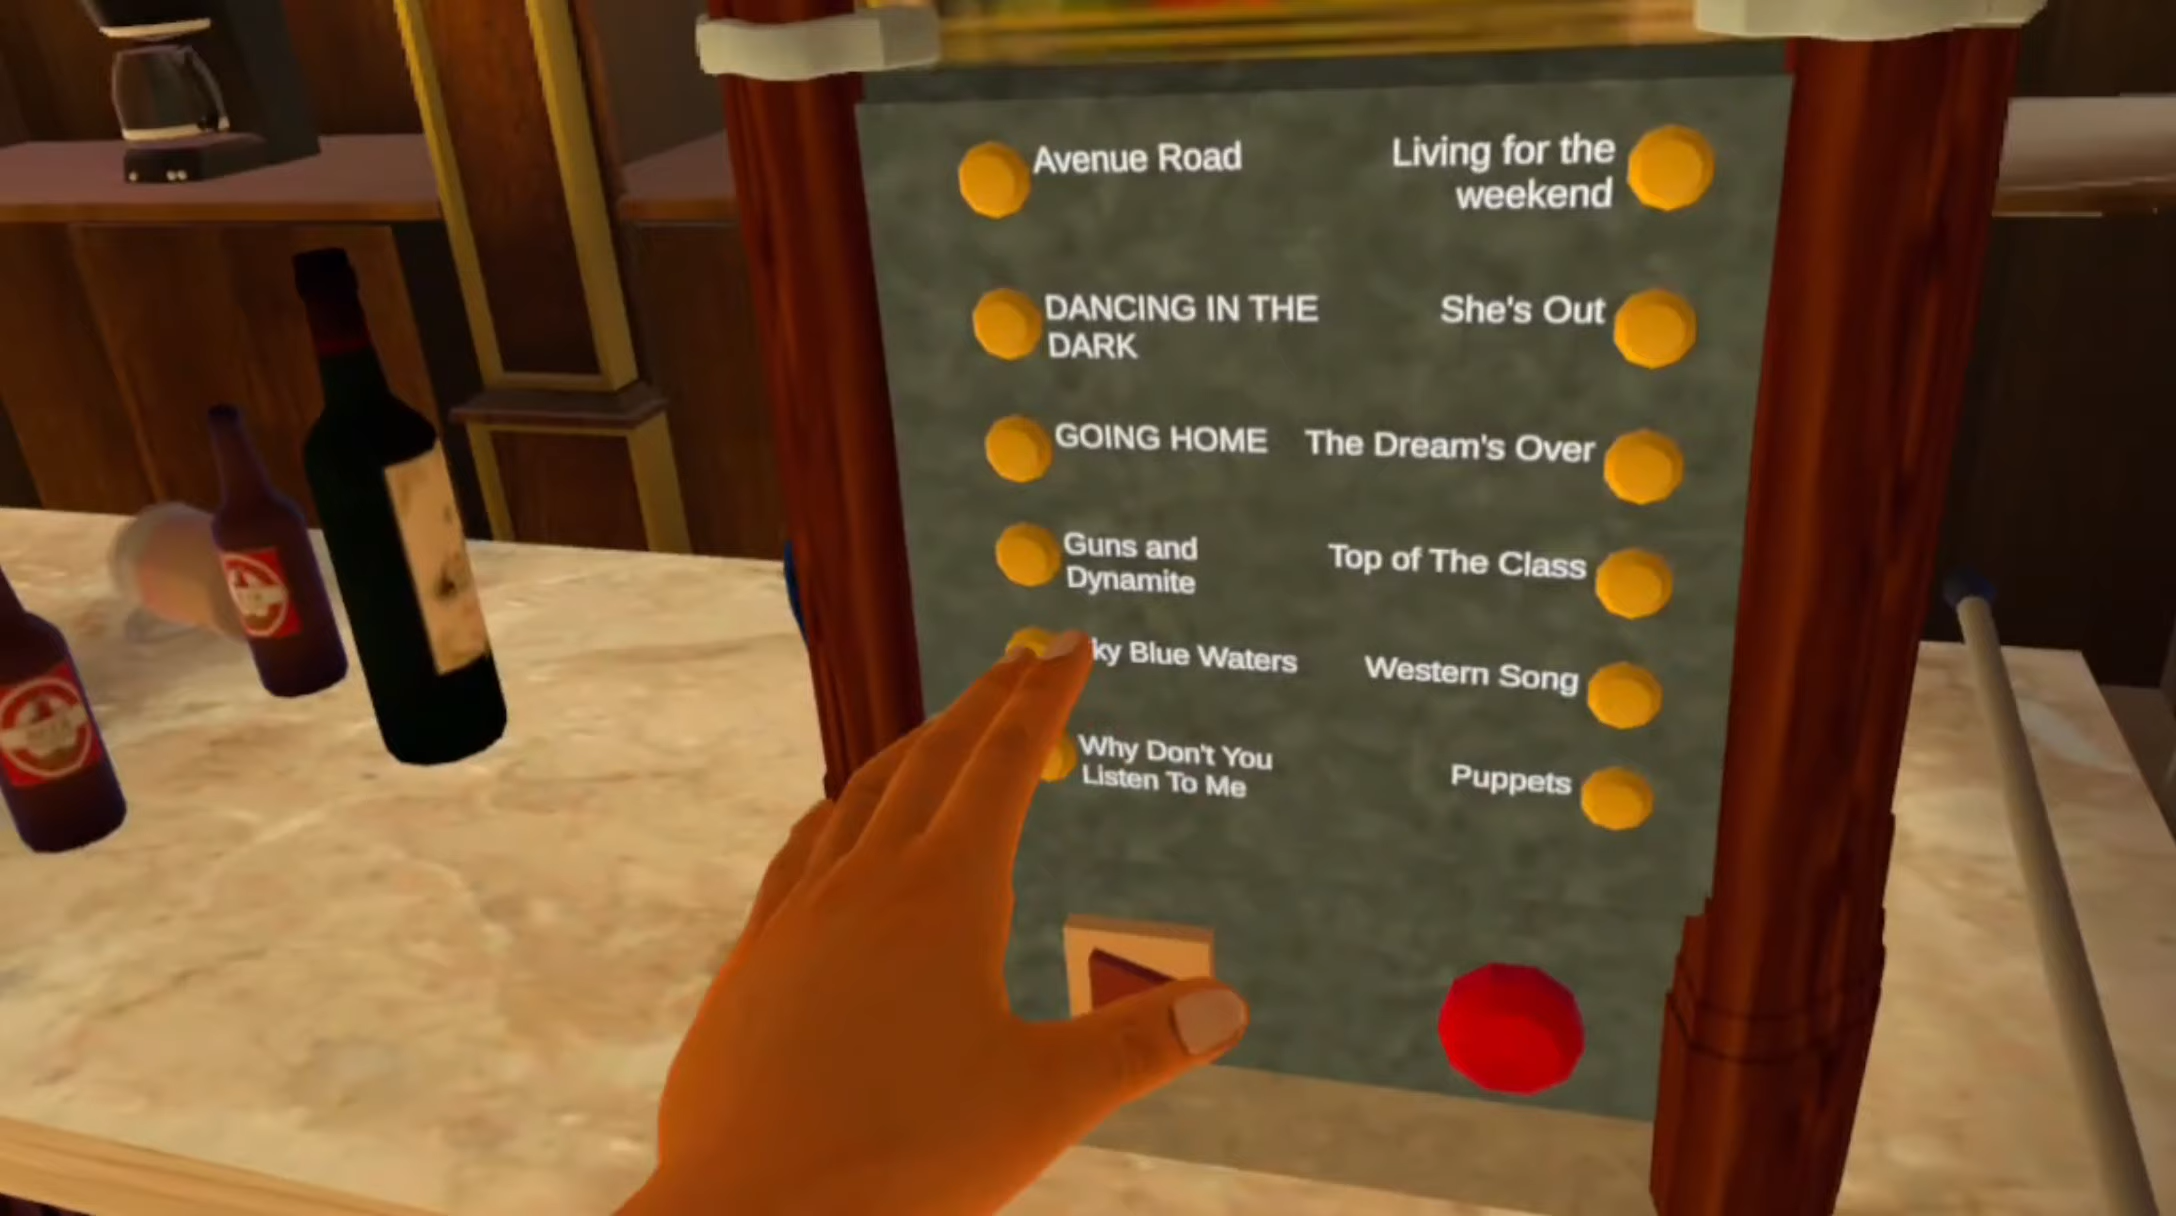 Avenue Road
Living for the
weekend
DANCING IN THE
DARK
She's Out
GOING HOME
The Dream's Over
Guns and
Dynamite
Top of The Class
ky Blue Waters
Western Song
Why Don't You
Listen To Me
Puppets